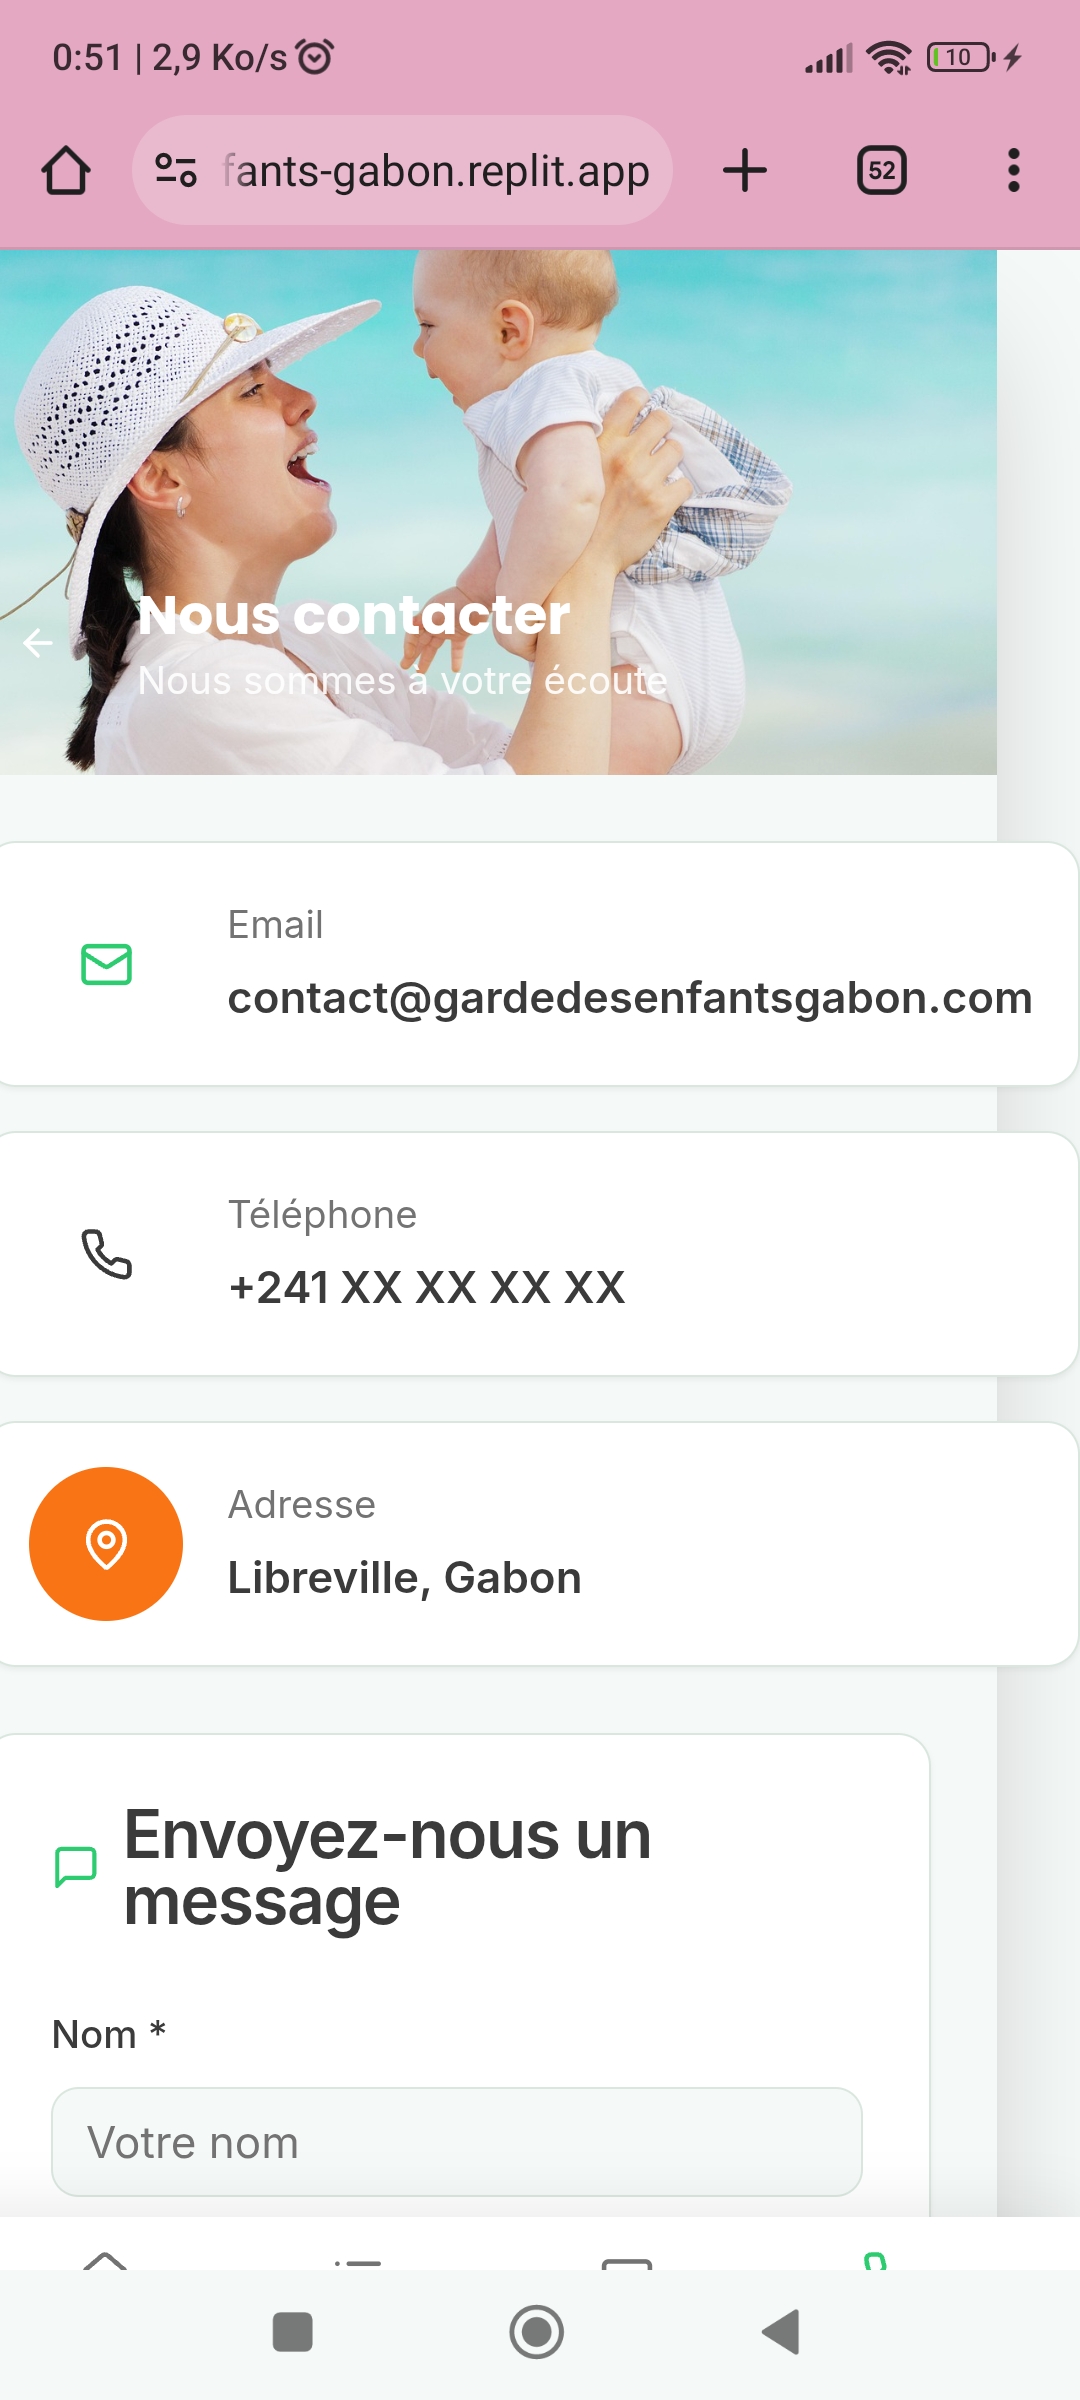 0:51 | 2,9 Ko/s
10
fants-gabon.replit.app
52
Nous contacter
Nous sommes à votre écoute
Email
contact@gardedesenfantsgabon.com
Téléphone
+241 XX XX XX XX
Adresse
Libreville, Gabon
Envoyez-nous un
message
Nom *
Votre nom